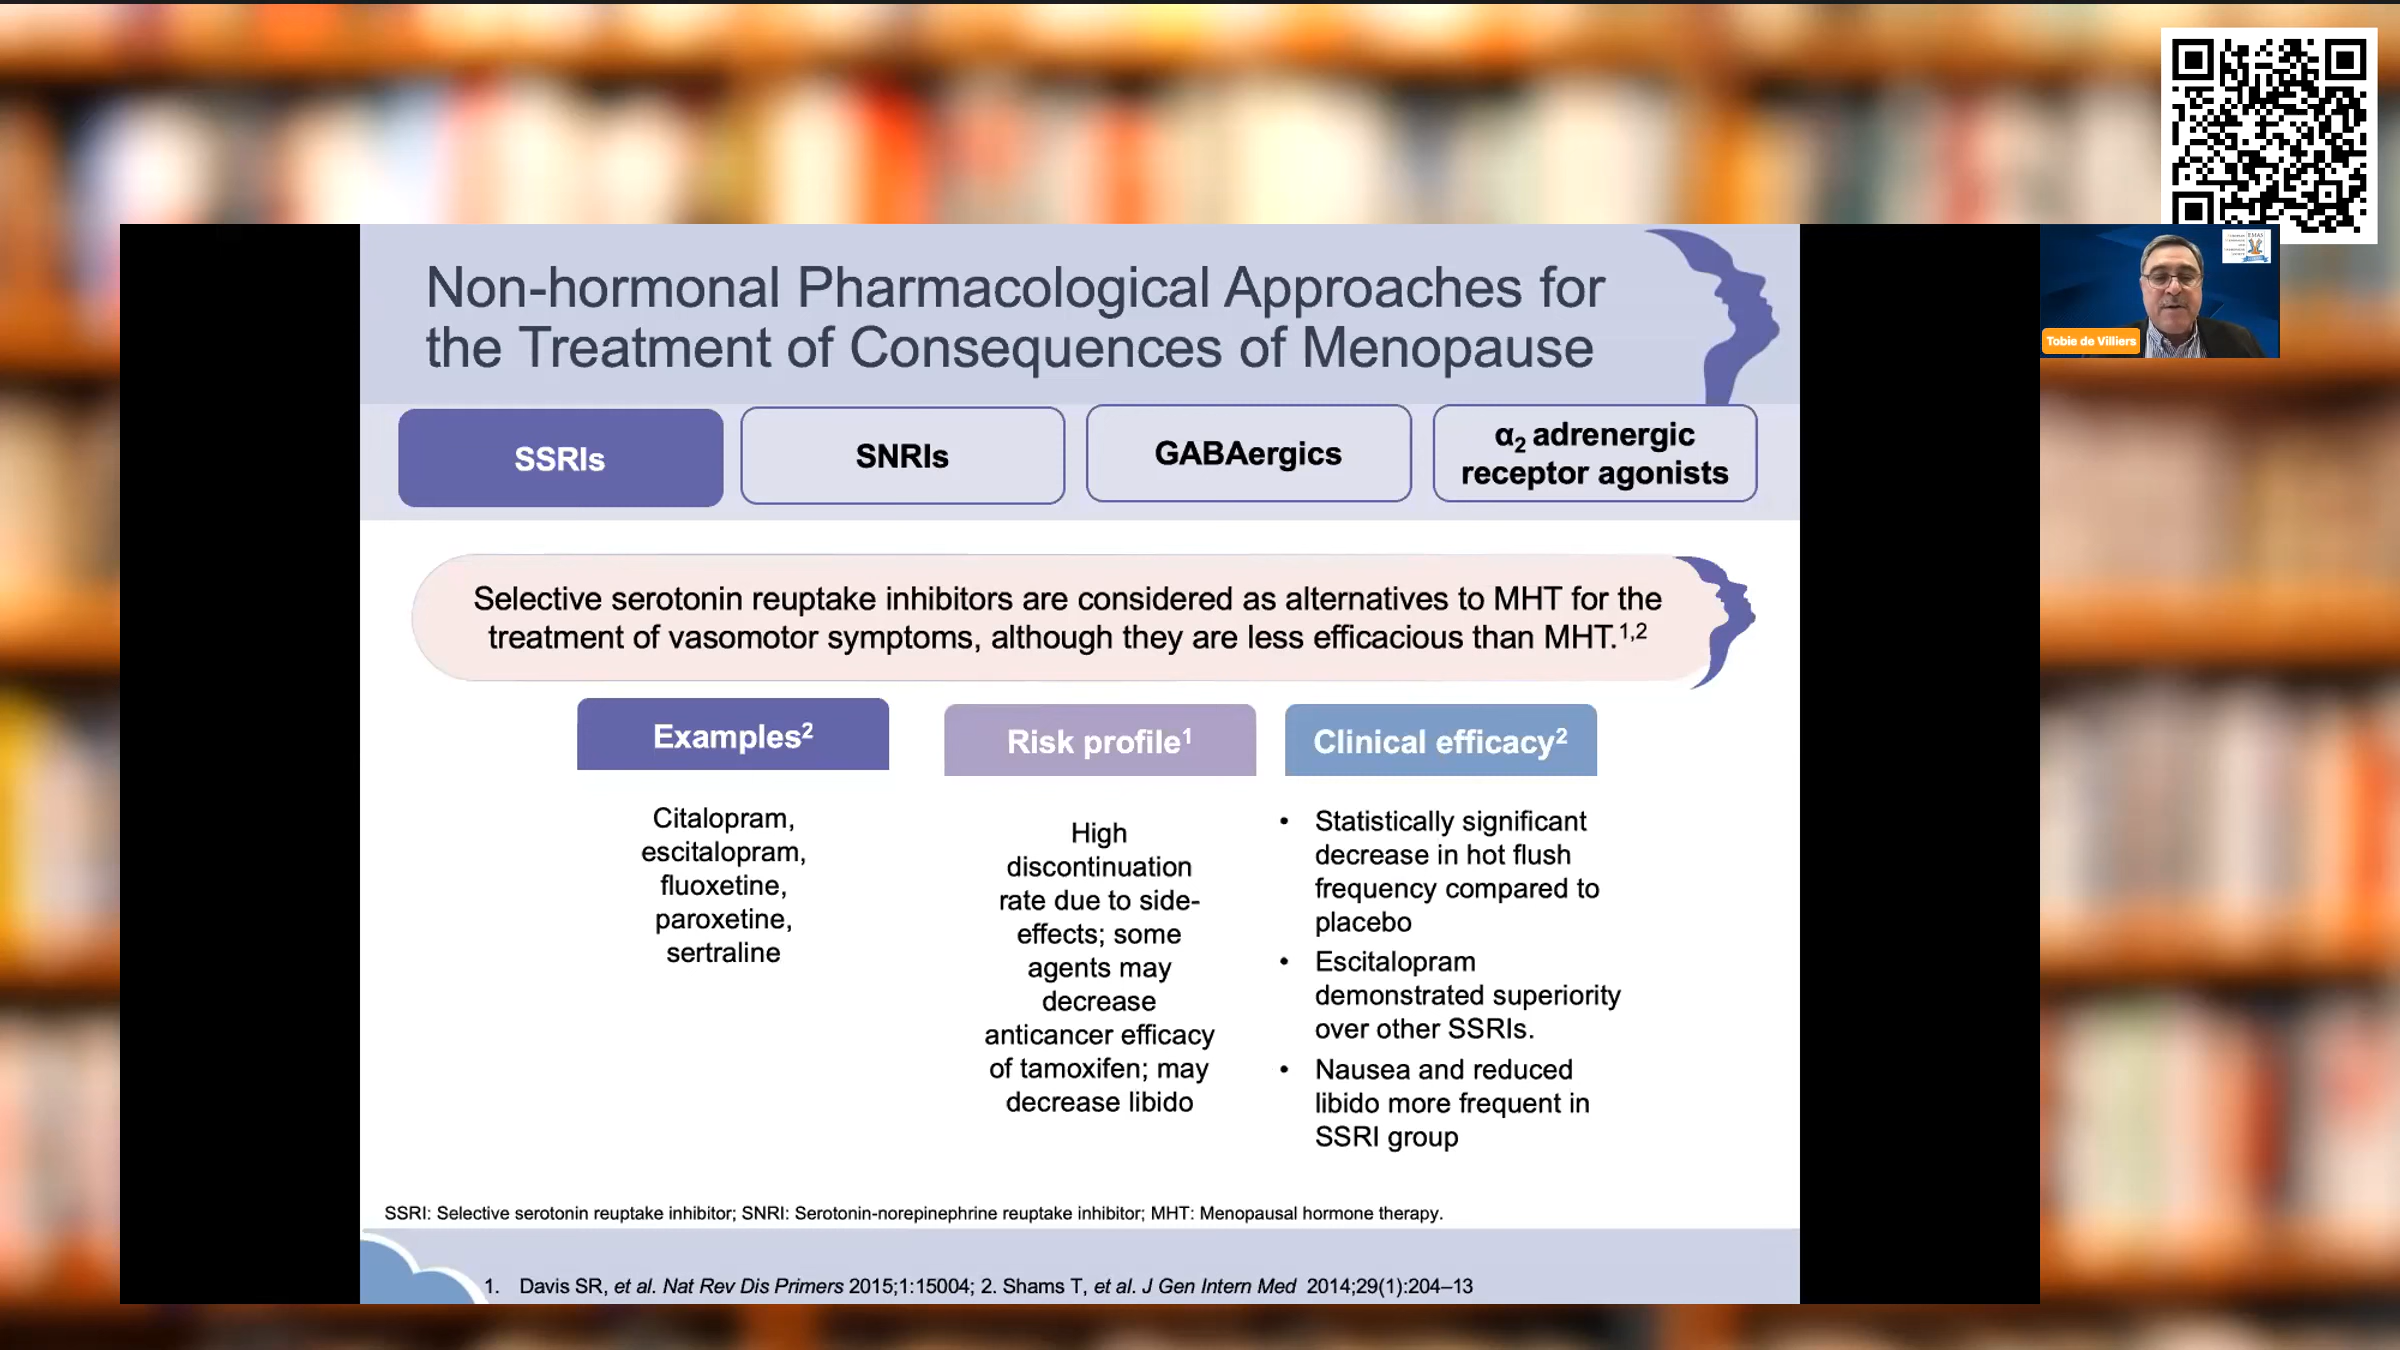 Non-hormonal Pharmacological Approaches for
the Treatment of Consequences of Menopause
SSRIs
SNRIs
GABAergics
α₂ adrenergic
receptor agonists
Selective serotonin reuptake inhibitors are considered as alternatives to MHT for the
treatment of vasomotor symptoms, although they are less efficacious than MHT.¹,²
Examples²
Citalopram,
escitalopram,
fluoxetine,
paroxetine,
sertraline
Risk profile¹
High
discontinuation
rate due to side-
effects; some
agents may
decrease
anticancer efficacy
of tamoxifen; may
decrease libido
Clinical efficacy²
• Statistically significant
decrease in hot flush
frequency compared to
placebo
• Escitalopram
demonstrated superiority
over other SSRIs.
• Nausea and reduced
libido more frequent in
SSRI group
SSRI: Selective serotonin reuptake inhibitor; SNRI: Serotonin-norepinephrine reuptake inhibitor; MHT: Menopausal hormone therapy.
1. Davis SR, et al. Nat Rev Dis Primers 2015;1:15004; 2. Shams T, et al. J Gen Intern Med 2014;29(1):204–13
EMAS
Tobie de Villiers